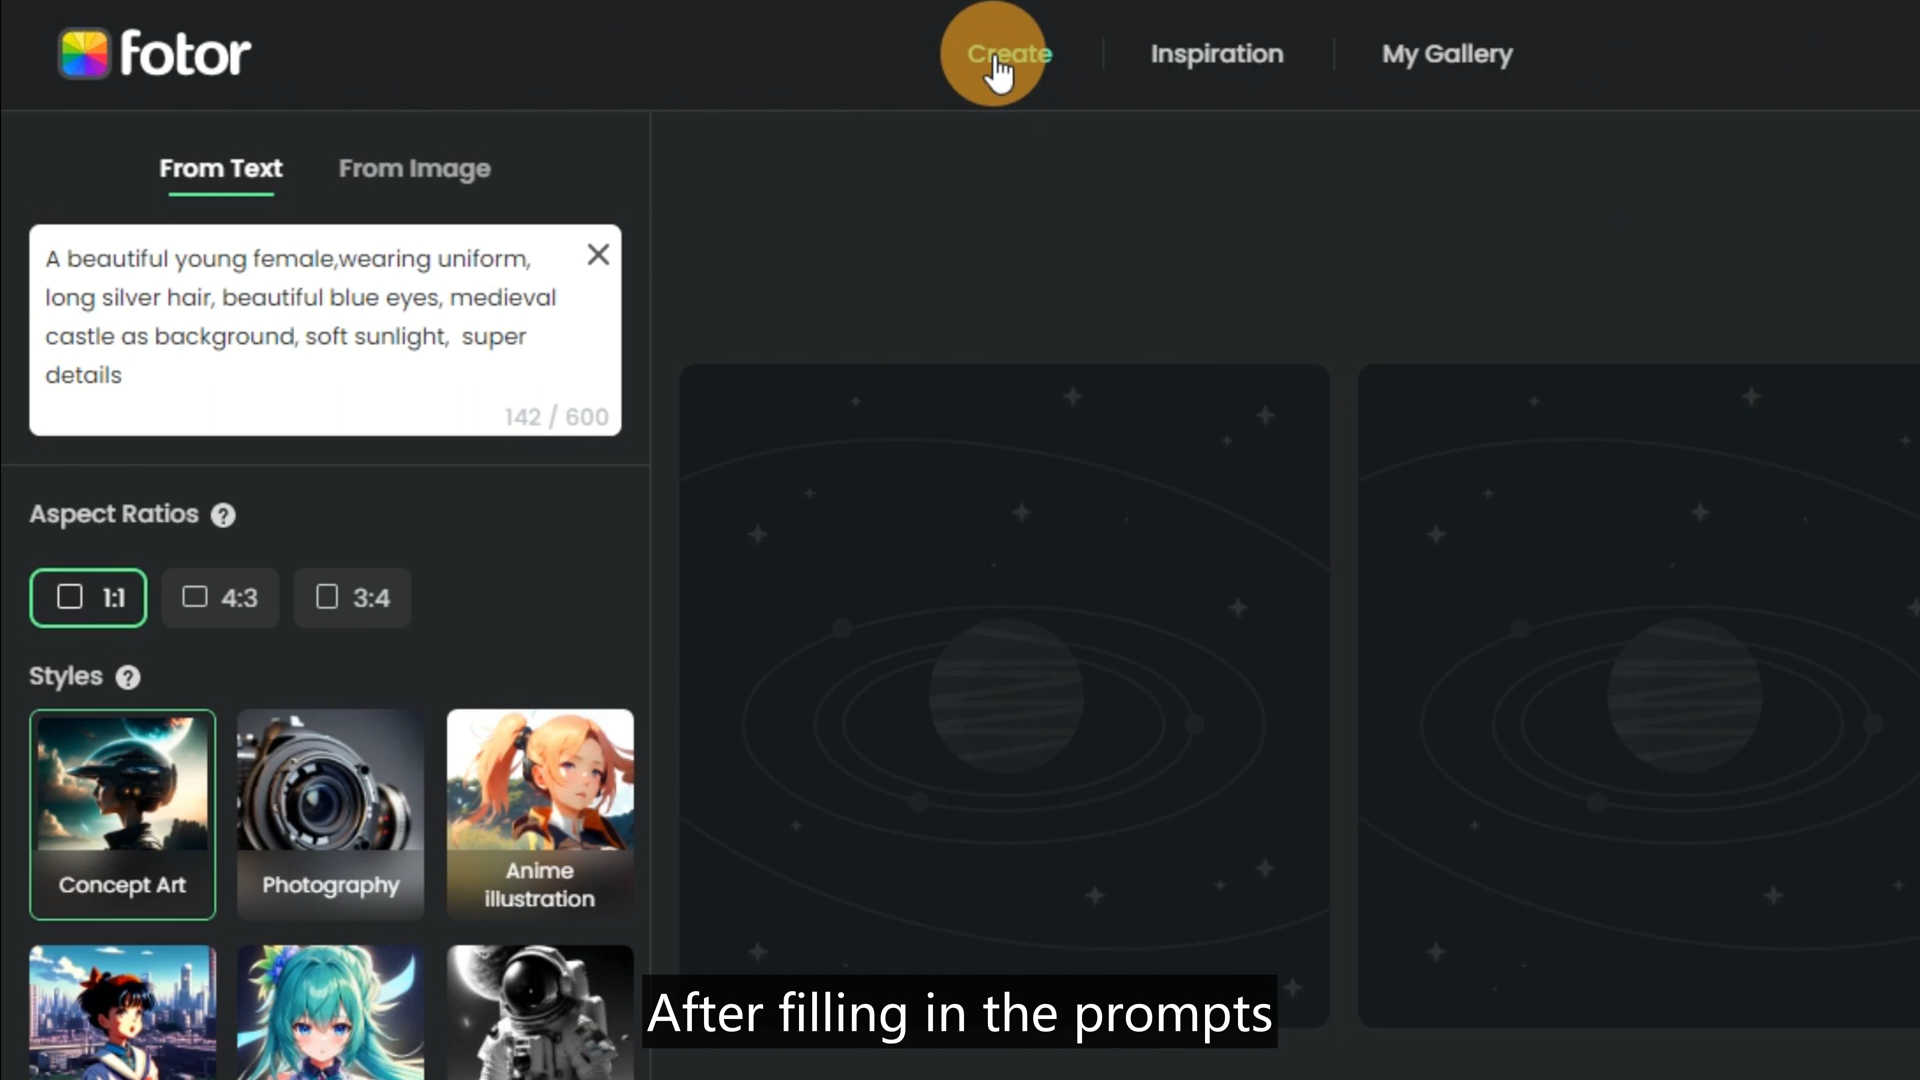 fotor
Create
Inspiration
My Gallery
From Text
From Image
A beautiful young female,wearing uniform,
long silver hair, beautiful blue eyes, medieval
castle as background, soft sunlight,  super
details
142 / 600
Aspect Ratios ?
1:1
4:3
3:4
Styles ?
Concept Art
Photography
Anime
illustration
After filling in the prompts